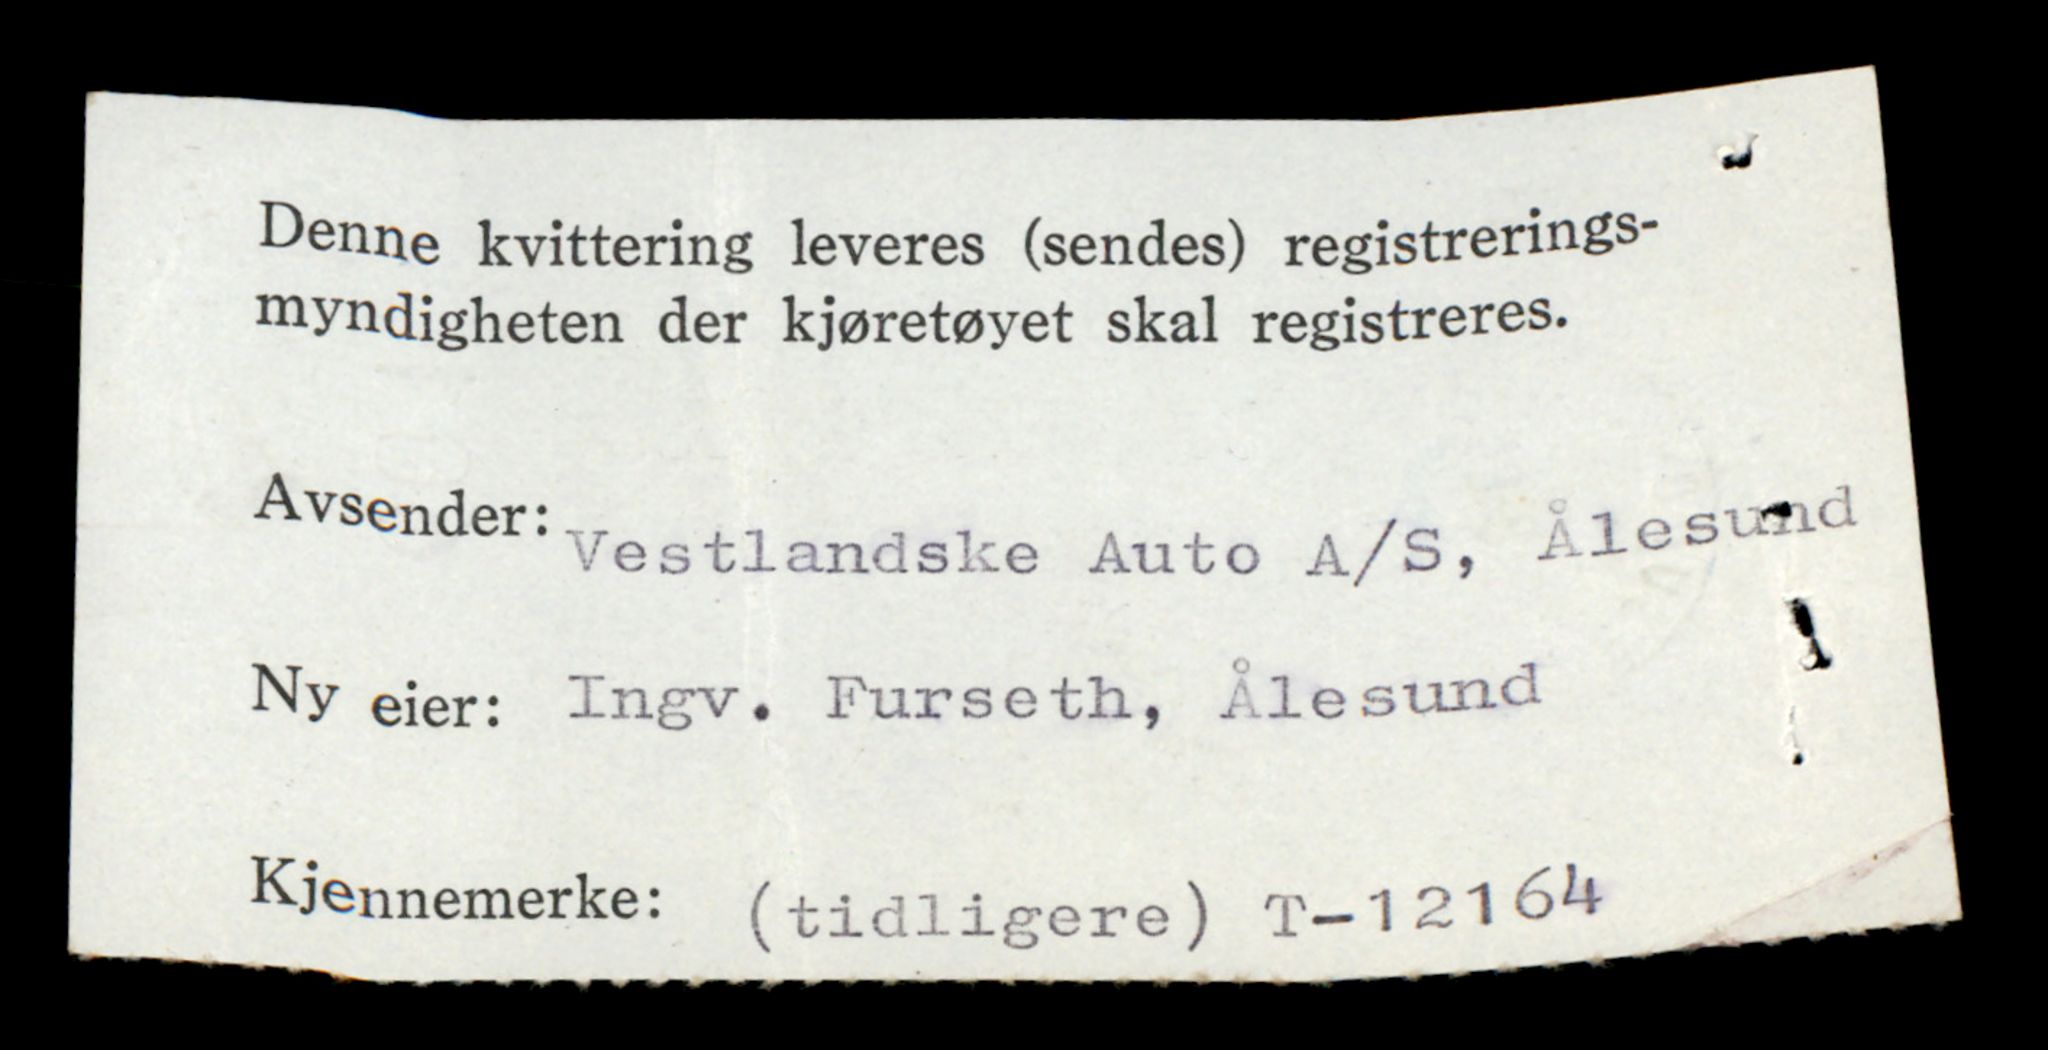 Denne kvittering leveres (sendes) registrerings-
myndigheten der kjøretøyet skal registreres.
Avsender: Vestlandske Auto A/S, Ålesund
Ny eier: Ingv. Furseth, Ålesund
Kjennemerke: (tidligere) T-12164